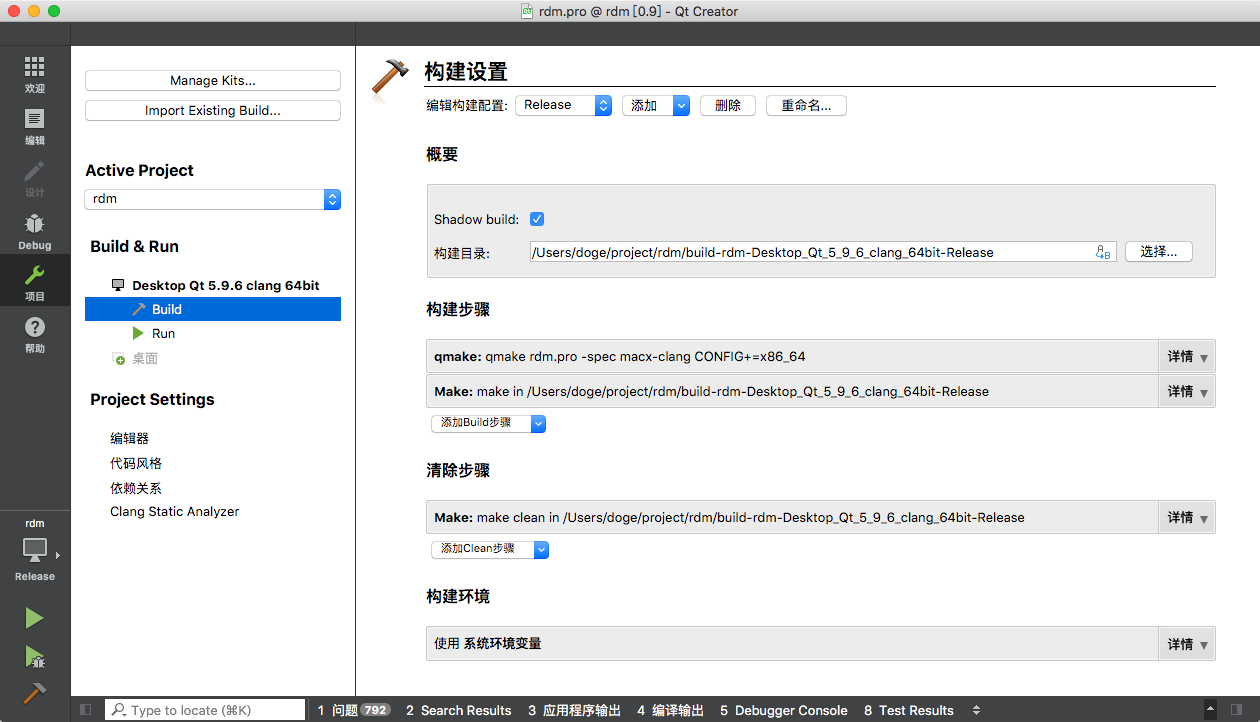 rdm.pro @ rdm [0.9] - Qt Creator
欢迎
编辑
设计
Debug
项目
帮助
rdm
Release
Manage Kits...
Import Existing Build...
Active Project
rdm
Build & Run
Desktop Qt 5.9.6 clang 64bit
Build
Run
桌面
Project Settings
编辑器
代码风格
依赖关系
Clang Static Analyzer
构建设置
编辑构建配置: Release 添加 删除 重命名...
概要
Shadow build:
构建目录: /Users/doge/project/rdm/build-rdm-Desktop_Qt_5_9_6_clang_64bit-Release 选择...
构建步骤
qmake: qmake rdm.pro -spec macx-clang CONFIG+=x86_64 详情
Make: make in /Users/doge/project/rdm/build-rdm-Desktop_Qt_5_9_6_clang_64bit-Release 详情
添加Build步骤
清除步骤
Make: make clean in /Users/doge/project/rdm/build-rdm-Desktop_Qt_5_9_6_clang_64bit-Release 详情
添加Clean步骤
构建环境
使用 系统环境变量 详情
Type to locate (⌘K) 1 问题 792 2 Search Results 3 应用程序输出 4 编译输出 5 Debugger Console 8 Test Results